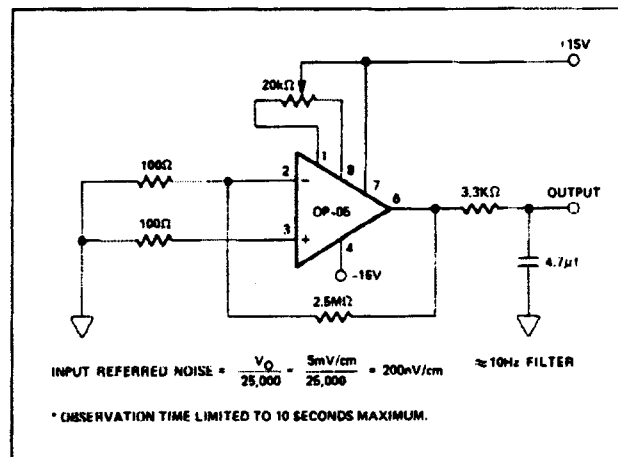 +15V
20kΩ
1
8
7
100Ω
2
−
6
3.3KΩ
OUTPUT
OP-05
100Ω
3
+
4
4.7µf
-15V
2.5MΩ
INPUT REFERRED NOISE = VO/25,000 = 5mV/cm/25,000 = 200nV/cm ≈10Hz FILTER
* OBSERVATION TIME LIMITED TO 10 SECONDS MAXIMUM.